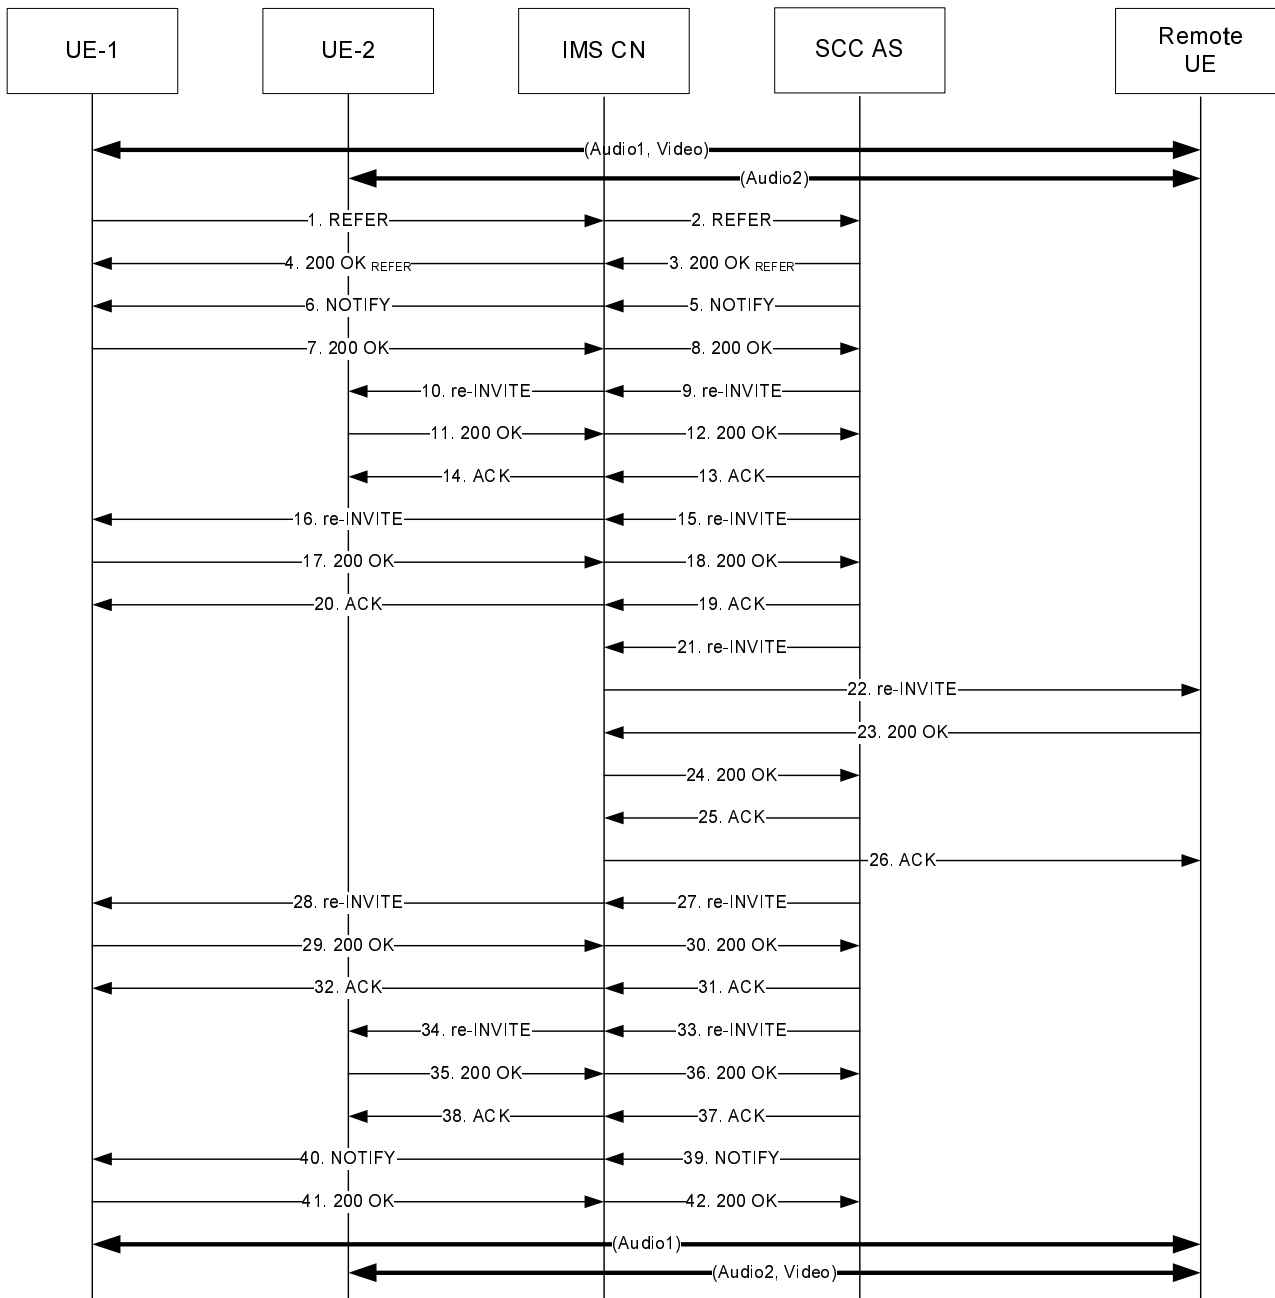 UE-1
UE-2
IMS CN
SCC AS
Remote
UE
(Audio1, Video)
(Audio2)
1. REFER
2. REFER
4. 200 OK REFER
3. 200 OK REFER
6. NOTIFY
5. NOTIFY
7. 200 OK
8. 200 OK
10. re-INVITE
9. re-INVITE
11. 200 OK
12. 200 OK
14. ACK
13. ACK
16. re-INVITE
15. re-INVITE
17. 200 OK
18. 200 OK
20. ACK
19. ACK
21. re-INVITE
22. re-INVITE
23. 200 OK
24. 200 OK
25. ACK
26. ACK
28. re-INVITE
27. re-INVITE
29. 200 OK
30. 200 OK
32. ACK
31. ACK
34. re-INVITE
33. re-INVITE
35. 200 OK
36. 200 OK
38. ACK
37. ACK
40. NOTIFY
39. NOTIFY
41. 200 OK
42. 200 OK
(Audio1)
(Audio2, Video)